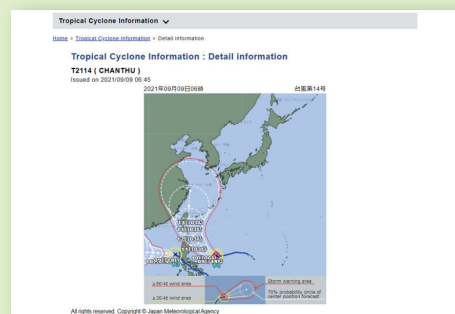 Tropical Cyclone Information
Home > Tropical Cyclone Information > Detail information
Tropical Cyclone Information : Detail information
T2114 ( CHANTHU )
Issued on 2021/09/09 06:45
2021年09月09日06時 台風第14号
≥50-kt wind area
≥30-kt wind area
Storm warning area
70% probability circle of
center position forecast
All rights reserved. Copyright © Japan Meteorological Agency